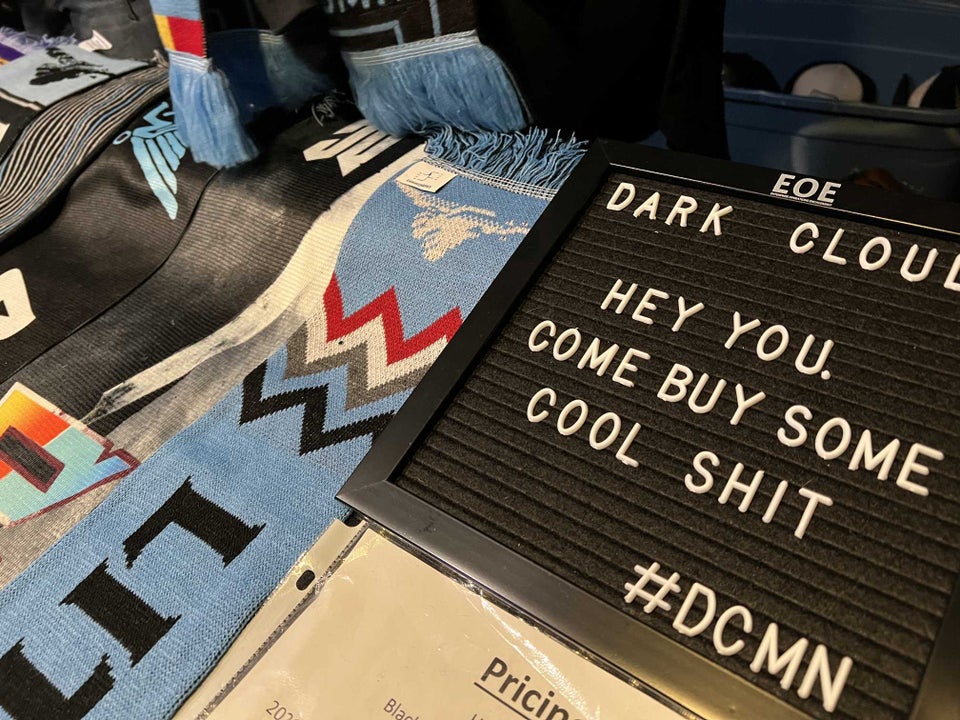 EOE
DARK CLOUD
HEY YOU.
COME BUY SOME
COOL SHIT
#DCMN
Pricing